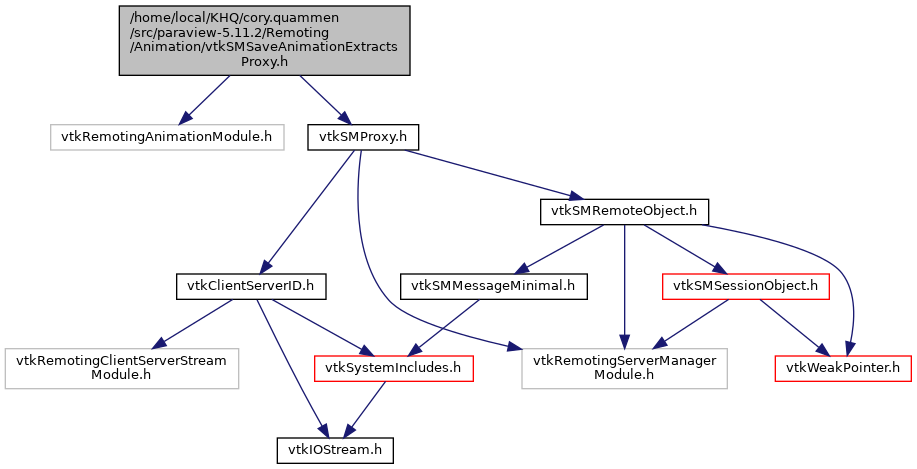 /home/local/KHQ/cory.quammen
/src/paraview-5.11.2/Remoting
/Animation/vtkSMSaveAnimationExtracts
Proxy.h
vtkRemotingAnimationModule.h
vtkSMProxy.h
vtkSMRemoteObject.h
vtkClientServerID.h
vtkSMMessageMinimal.h
vtkSMSessionObject.h
vtkRemotingClientServerStream
Module.h
vtkSystemIncludes.h
vtkRemotingServerManager
Module.h
vtkWeakPointer.h
vtkIOStream.h